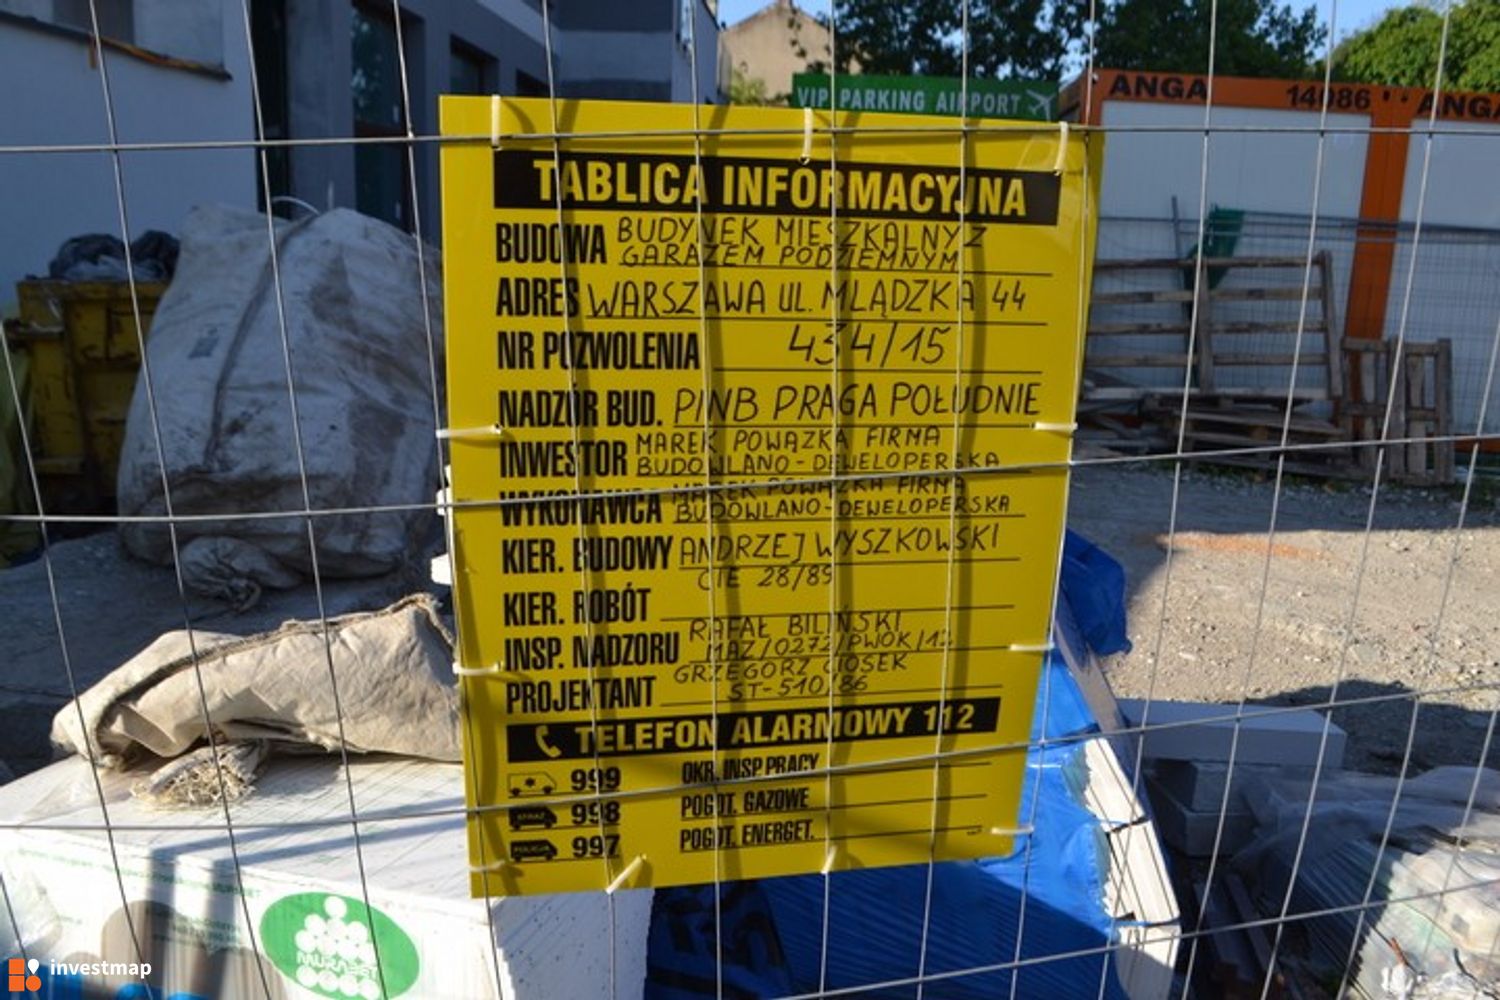 VIP PARKING AIRPORT
ANGA 14086
ANGA
TABLICA INFORMACYJNA
BUDOWA BUDYNEK MIESZKALNY Z
GARAŻEM PODZIEMNYM
ADRES WARSZAWA UL. MLĄDZKA 44
NR POZWOLENIA 434/15
NADZÓR BUD. PINB PRAGA POŁUDNIE
INWESTOR MAREK POWĄZKA FIRMA
BUDOWLANO-DEWELOPERSKA
WYKONAWCA MAREK POWĄZKA FIRMA
BUDOWLANO-DEWELOPERSKA
KIER. BUDOWY ANDRZEJ WYSZKOWSKI
CIE 28/89
KIER. ROBÓT
INSP. NADZORU RAFAŁ BILIŃSKI
MAZ/0272/PWOK/12
PROJEKTANT GRZEGORZ CIOSEK
ST-510/86
TELEFON ALARMOWY 112
999 OKR. INSP. PRACY
998 POGOT. GAZOWE
997 POGOT. ENERGET.
MURABET
investmap